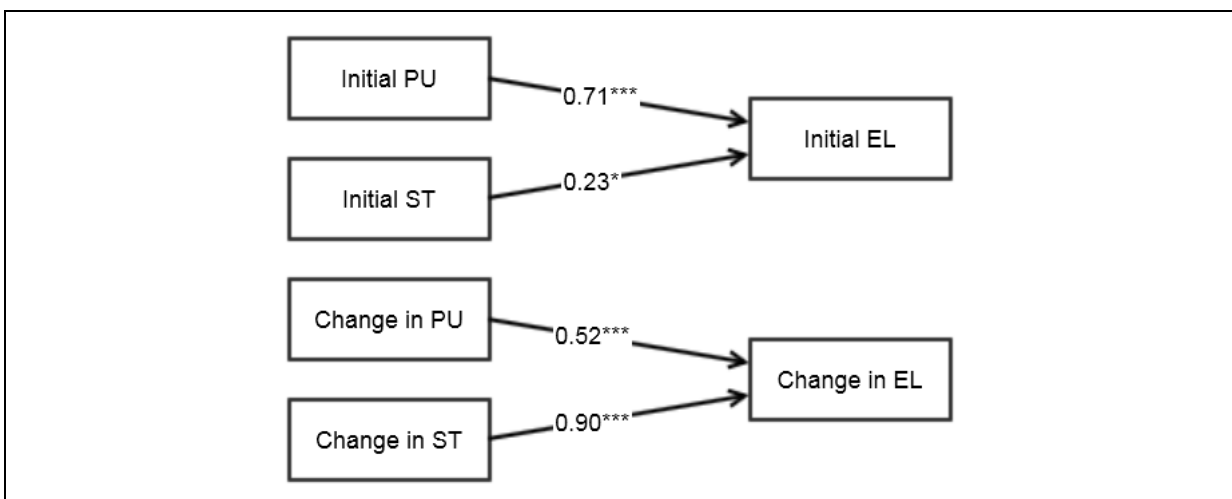 Initial PU
0.71***
Initial EL
Initial ST
0.23*
Change in PU
0.52***
Change in EL
Change in ST
0.90***